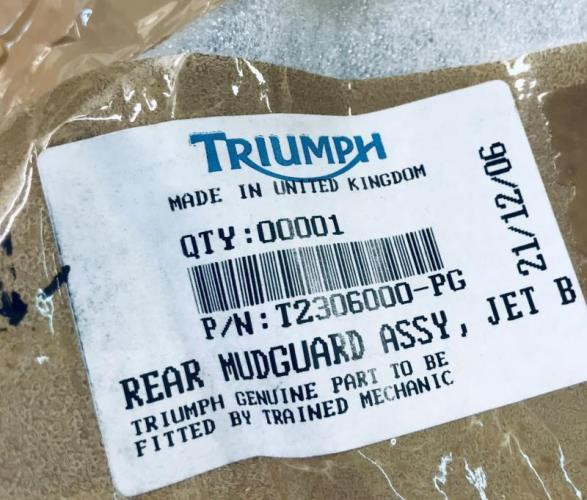 TRIUMPH
MADE IN UNITED KINGDOM
QTY:00001
P/N:T2306000-PG
21/12/06
REAR MUDGUARD ASSY, JET B
TRIUMPH GENUINE PART TO BE
FITTED BY TRAINED MECHANIC